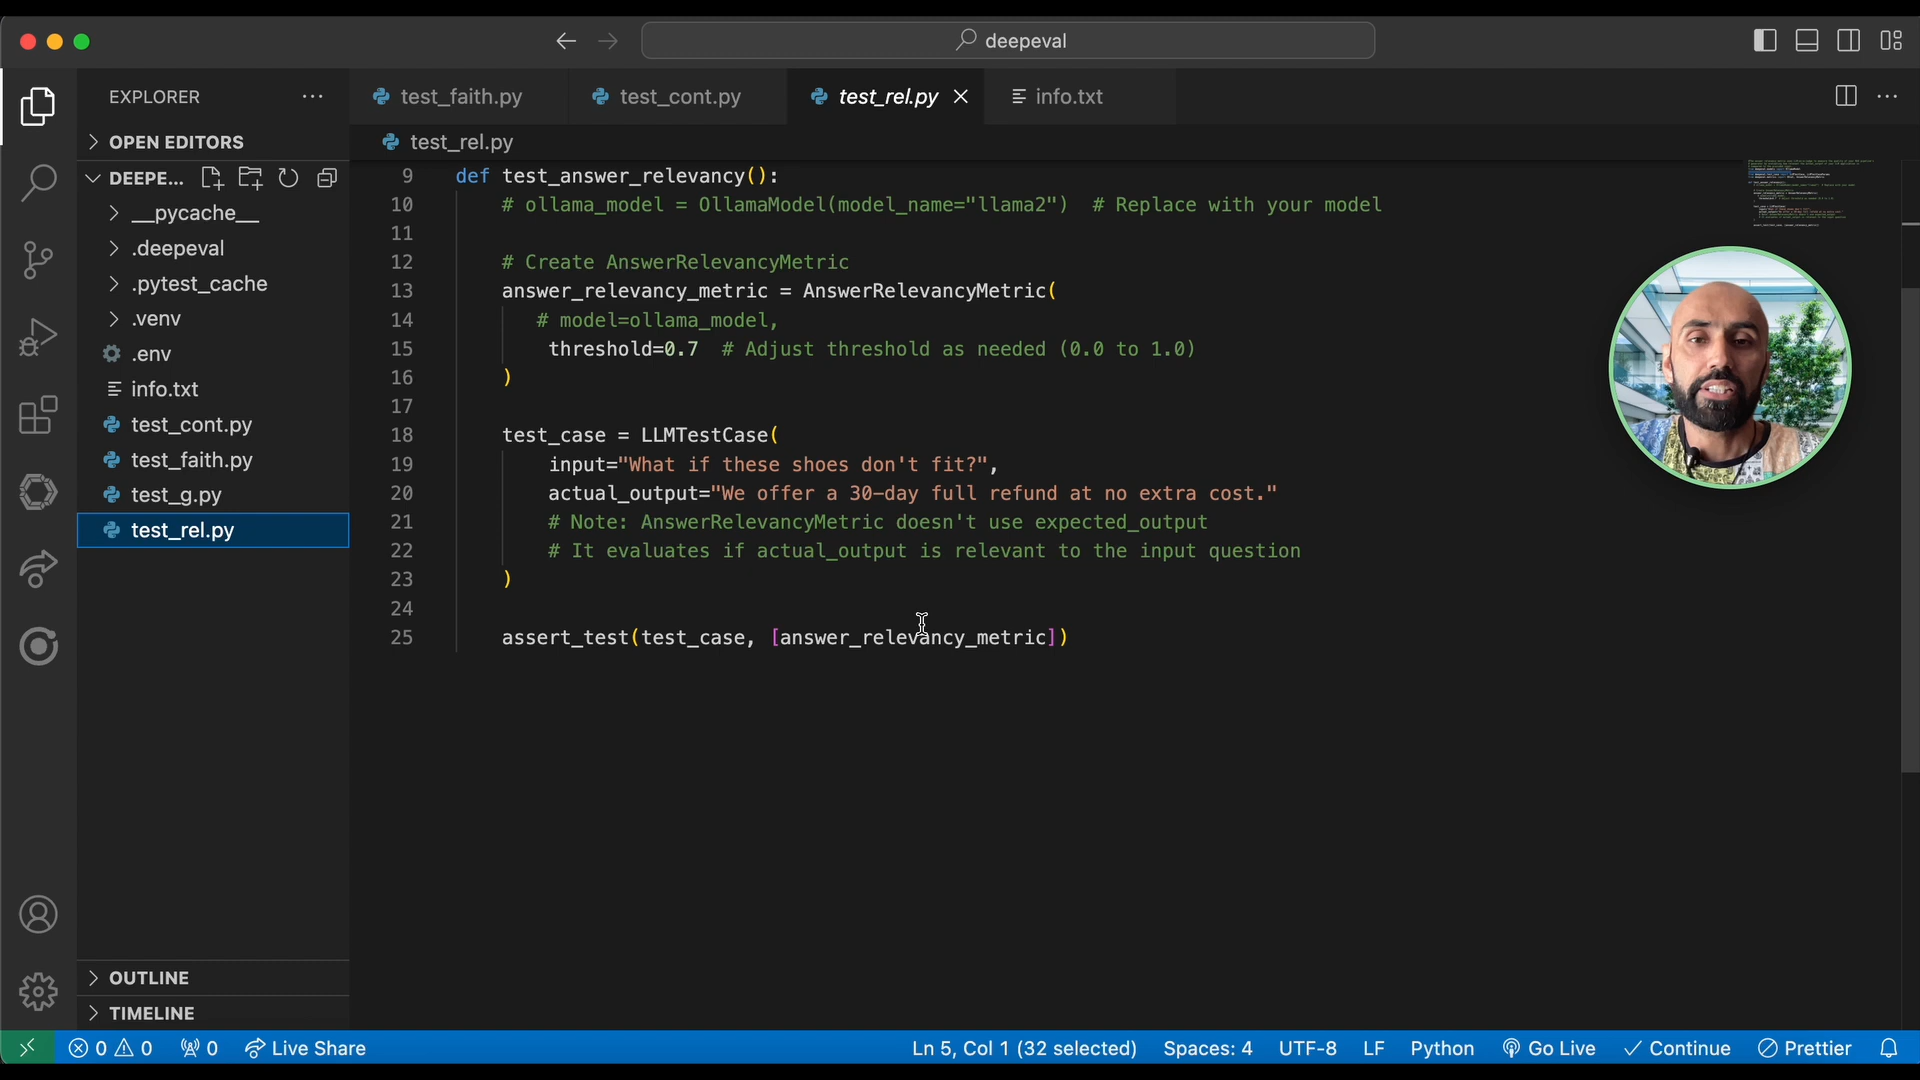 deepeval
EXPLORER
test_faith.py
test_cont.py
test_rel.py
info.txt
OPEN EDITORS
test_rel.py
DEEPE...
__pycache__
.deepeval
.pytest_cache
.venv
.env
info.txt
test_cont.py
test_faith.py
test_g.py
test_rel.py
OUTLINE
TIMELINE
9 def test_answer_relevancy():
10 # ollama_model = OllamaModel(model_name="llama2")  # Replace with your model
11
12 # Create AnswerRelevancyMetric
13 answer_relevancy_metric = AnswerRelevancyMetric(
14 # model=ollama_model,
15 threshold=0.7  # Adjust threshold as needed (0.0 to 1.0)
16 )
17
18 test_case = LLMTestCase(
19 input="What if these shoes don't fit?",
20 actual_output="We offer a 30-day full refund at no extra cost."
21 # Note: AnswerRelevancyMetric doesn't use expected_output
22 # It evaluates if actual_output is relevant to the input question
23 )
24
25 assert_test(test_case, [answer_relevancy_metric])
0 0 0 Live Share Ln 5, Col 1 (32 selected) Spaces: 4 UTF-8 LF Python Go Live Continue Prettier